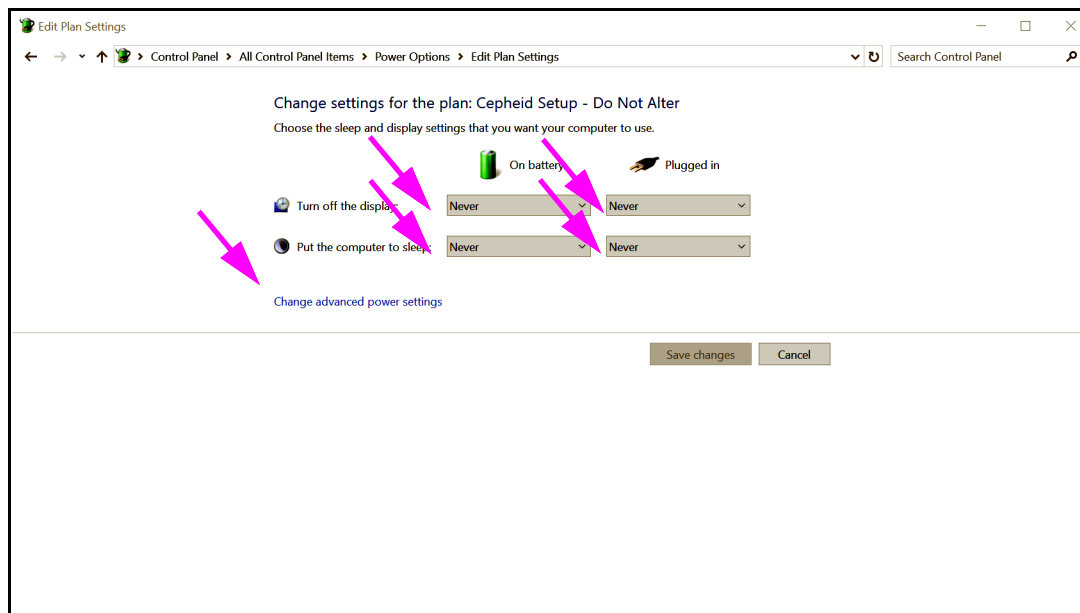 Edit Plan Settings
Control Panel > All Control Panel Items > Power Options > Edit Plan Settings
Search Control Panel
Change settings for the plan: Cepheid Setup - Do Not Alter
Choose the sleep and display settings that you want your computer to use.
On battery Plugged in
Turn off the display: Never Never
Put the computer to sleep: Never Never
Change advanced power settings
Save changes Cancel